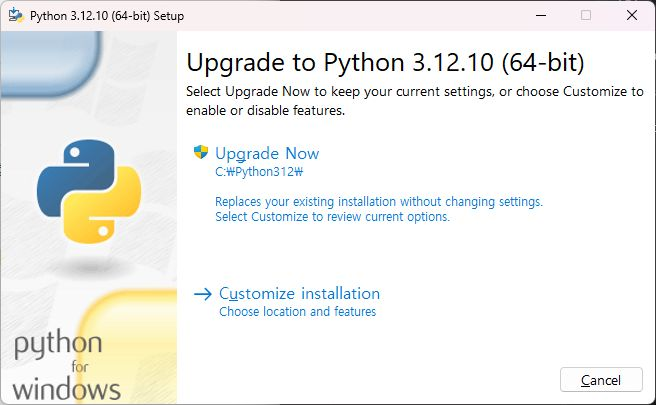 Python 3.12.10 (64-bit) Setup
Upgrade to Python 3.12.10 (64-bit)
Select Upgrade Now to keep your current settings, or choose Customize to
enable or disable features.
Upgrade Now
C:₩Python312₩
Replaces your existing installation without changing settings.
Select Customize to review current options.
Customize installation
Choose location and features
python
for
windows
Cancel